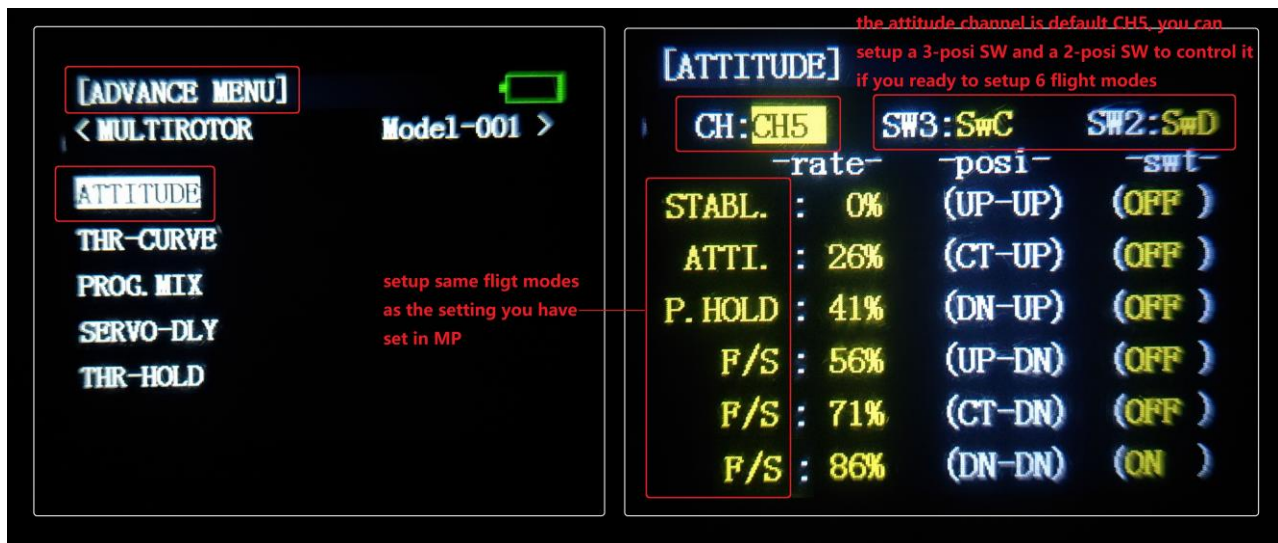 [ADVANCE MENU]
< MULTIROTOR Model-001 >
ATTITUDE
THR-CURVE
PROG.MIX
SERVO-DLY
THR-HOLD
setup same fligt modes
as the setting you have
set in MP
the attitude channel is default CH5, you can
setup a 3-posi SW and a 2-posi SW to control it
if you ready to setup 6 flight modes
[ATTITUDE]
CH:CH5 SW3:SwC SW2:SwD
-rate- -posi- -swt-
STABL. : 0% (UP-UP) (OFF )
ATTI. : 26% (CT-UP) (OFF )
P.HOLD : 41% (DN-UP) (OFF )
F/S : 56% (UP-DN) (OFF )
F/S : 71% (CT-DN) (OFF )
F/S : 86% (DN-DN) (ON )